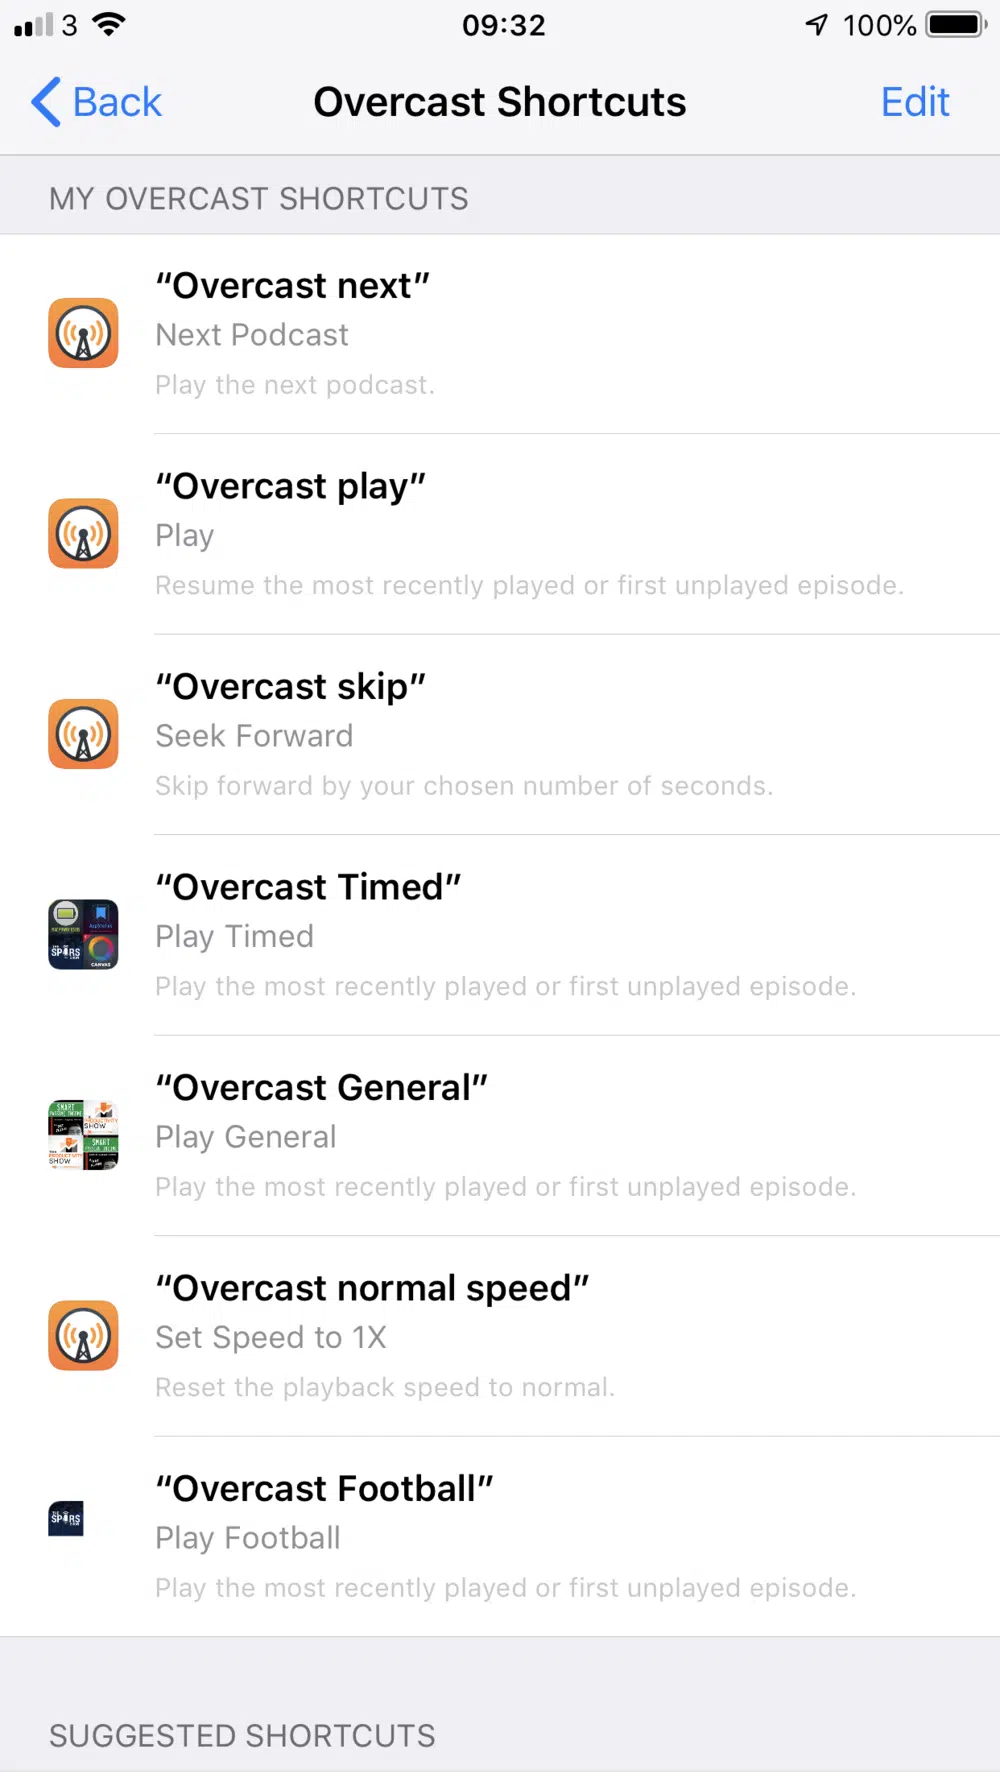 3
09:32
100%
Back
Overcast Shortcuts
Edit
MY OVERCAST SHORTCUTS
“Overcast next”
Next Podcast
Play the next podcast.
“Overcast play”
Play
Resume the most recently played or first unplayed episode.
“Overcast skip”
Seek Forward
Skip forward by your chosen number of seconds.
“Overcast Timed”
Play Timed
Play the most recently played or first unplayed episode.
CANVAS
“Overcast General”
Play General
Play the most recently played or first unplayed episode.
SMART
SHOW
SMART
SHOW
“Overcast normal speed”
Set Speed to 1X
Reset the playback speed to normal.
“Overcast Football”
Play Football
Play the most recently played or first unplayed episode.
SUGGESTED SHORTCUTS